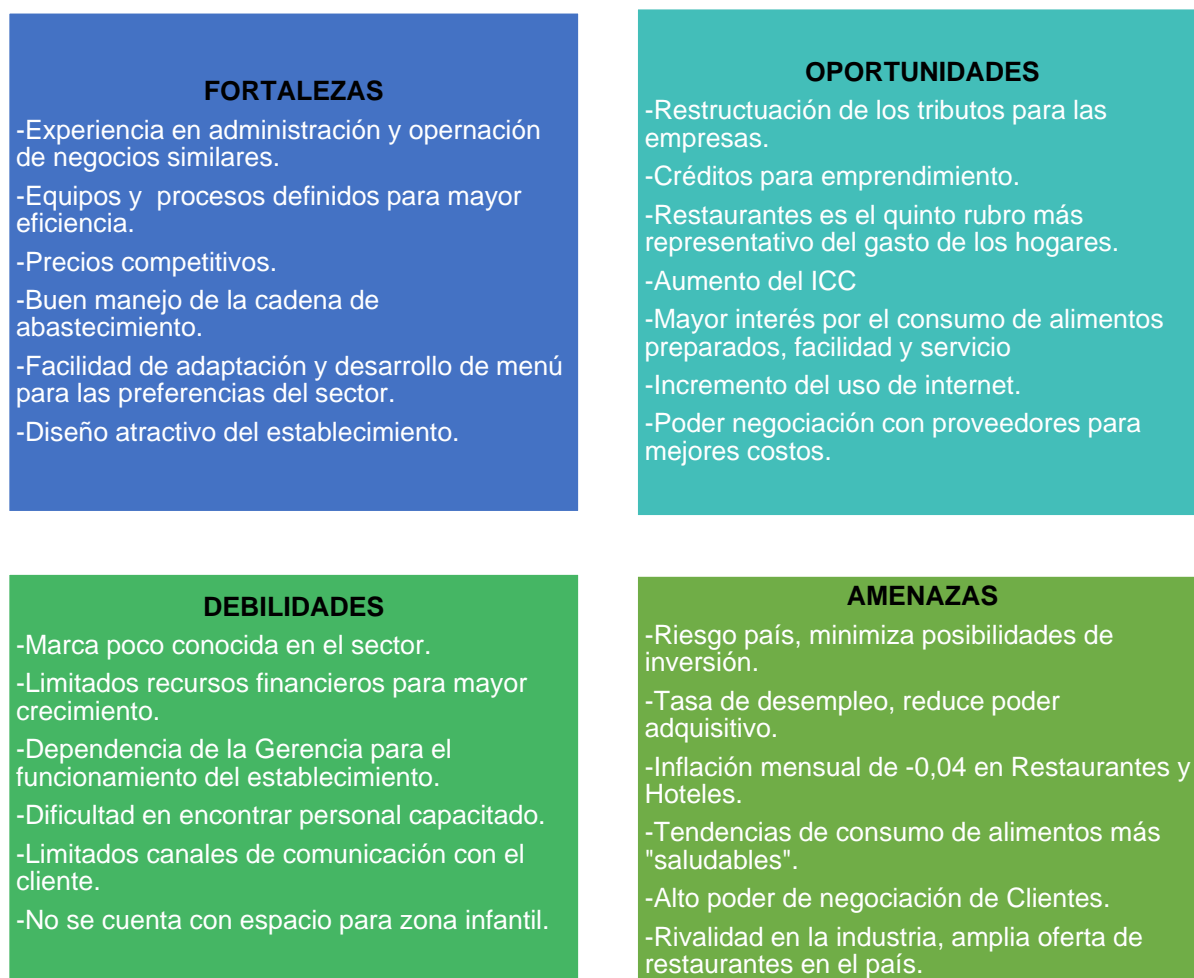 FORTALEZAS
-Experiencia en administración y opernación
de negocios similares.
-Equipos y  procesos definidos para mayor
eficiencia.
-Precios competitivos.
-Buen manejo de la cadena de
abastecimiento.
-Facilidad de adaptación y desarrollo de menú
para las preferencias del sector.
-Diseño atractivo del establecimiento.
OPORTUNIDADES
-Restructuación de los tributos para las
empresas.
-Créditos para emprendimiento.
-Restaurantes es el quinto rubro más
representativo del gasto de los hogares.
-Aumento del ICC
-Mayor interés por el consumo de alimentos
preparados, facilidad y servicio
-Incremento del uso de internet.
-Poder negociación con proveedores para
mejores costos.
DEBILIDADES
-Marca poco conocida en el sector.
-Limitados recursos financieros para mayor
crecimiento.
-Dependencia de la Gerencia para el
funcionamiento del establecimiento.
-Dificultad en encontrar personal capacitado.
-Limitados canales de comunicación con el
cliente.
-No se cuenta con espacio para zona infantil.
AMENAZAS
-Riesgo país, minimiza posibilidades de
inversión.
-Tasa de desempleo, reduce poder
adquisitivo.
-Inflación mensual de -0,04 en Restaurantes y
Hoteles.
-Tendencias de consumo de alimentos más
"saludables".
-Alto poder de negociación de Clientes.
-Rivalidad en la industria, amplia oferta de
restaurantes en el país.